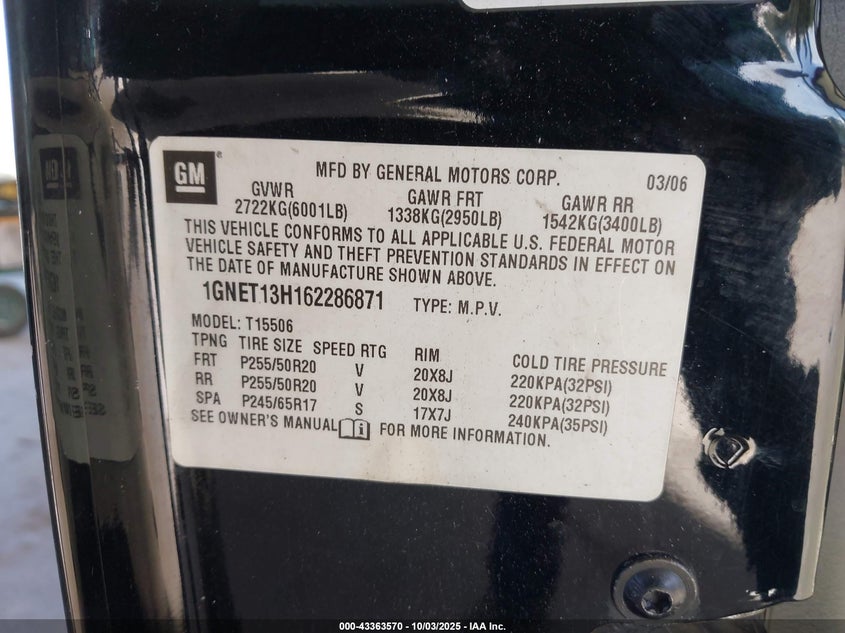 GM
MFD BY GENERAL MOTORS CORP. 03/06
GVWR GAWR FRT GAWR RR
2722KG(6001LB) 1338KG(2950LB) 1542KG(3400LB)
THIS VEHICLE CONFORMS TO ALL APPLICABLE U.S. FEDERAL MOTOR
VEHICLE SAFETY AND THEFT PREVENTION STANDARDS IN EFFECT ON
THE DATE OF MANUFACTURE SHOWN ABOVE.
1GNET13H162286871 TYPE: M.P.V.
MODEL: T15506
TPNG TIRE SIZE SPEED RTG RIM COLD TIRE PRESSURE
FRT P255/50R20 V 20X8J 220KPA(32PSI)
RR P255/50R20 V 20X8J 220KPA(32PSI)
SPA P245/65R17 S 17X7J 240KPA(35PSI)
SEE OWNER'S MANUAL FOR MORE INFORMATION.
000-43363570 - 10/03/2025 - IAA Inc.